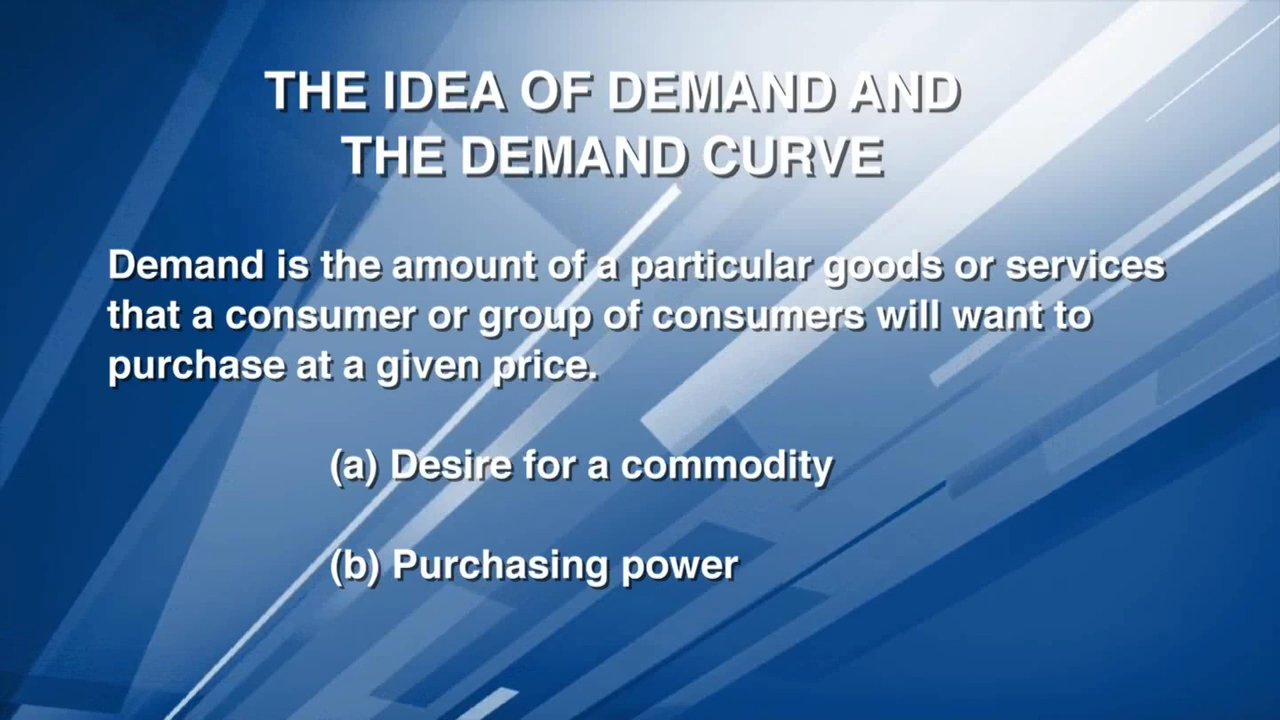 THE IDEA OF DEMAND AND
THE DEMAND CURVE
Demand is the amount of a particular goods or services
that a consumer or group of consumers will want to
purchase at a given price.
(a) Desire for a commodity
(b) Purchasing power